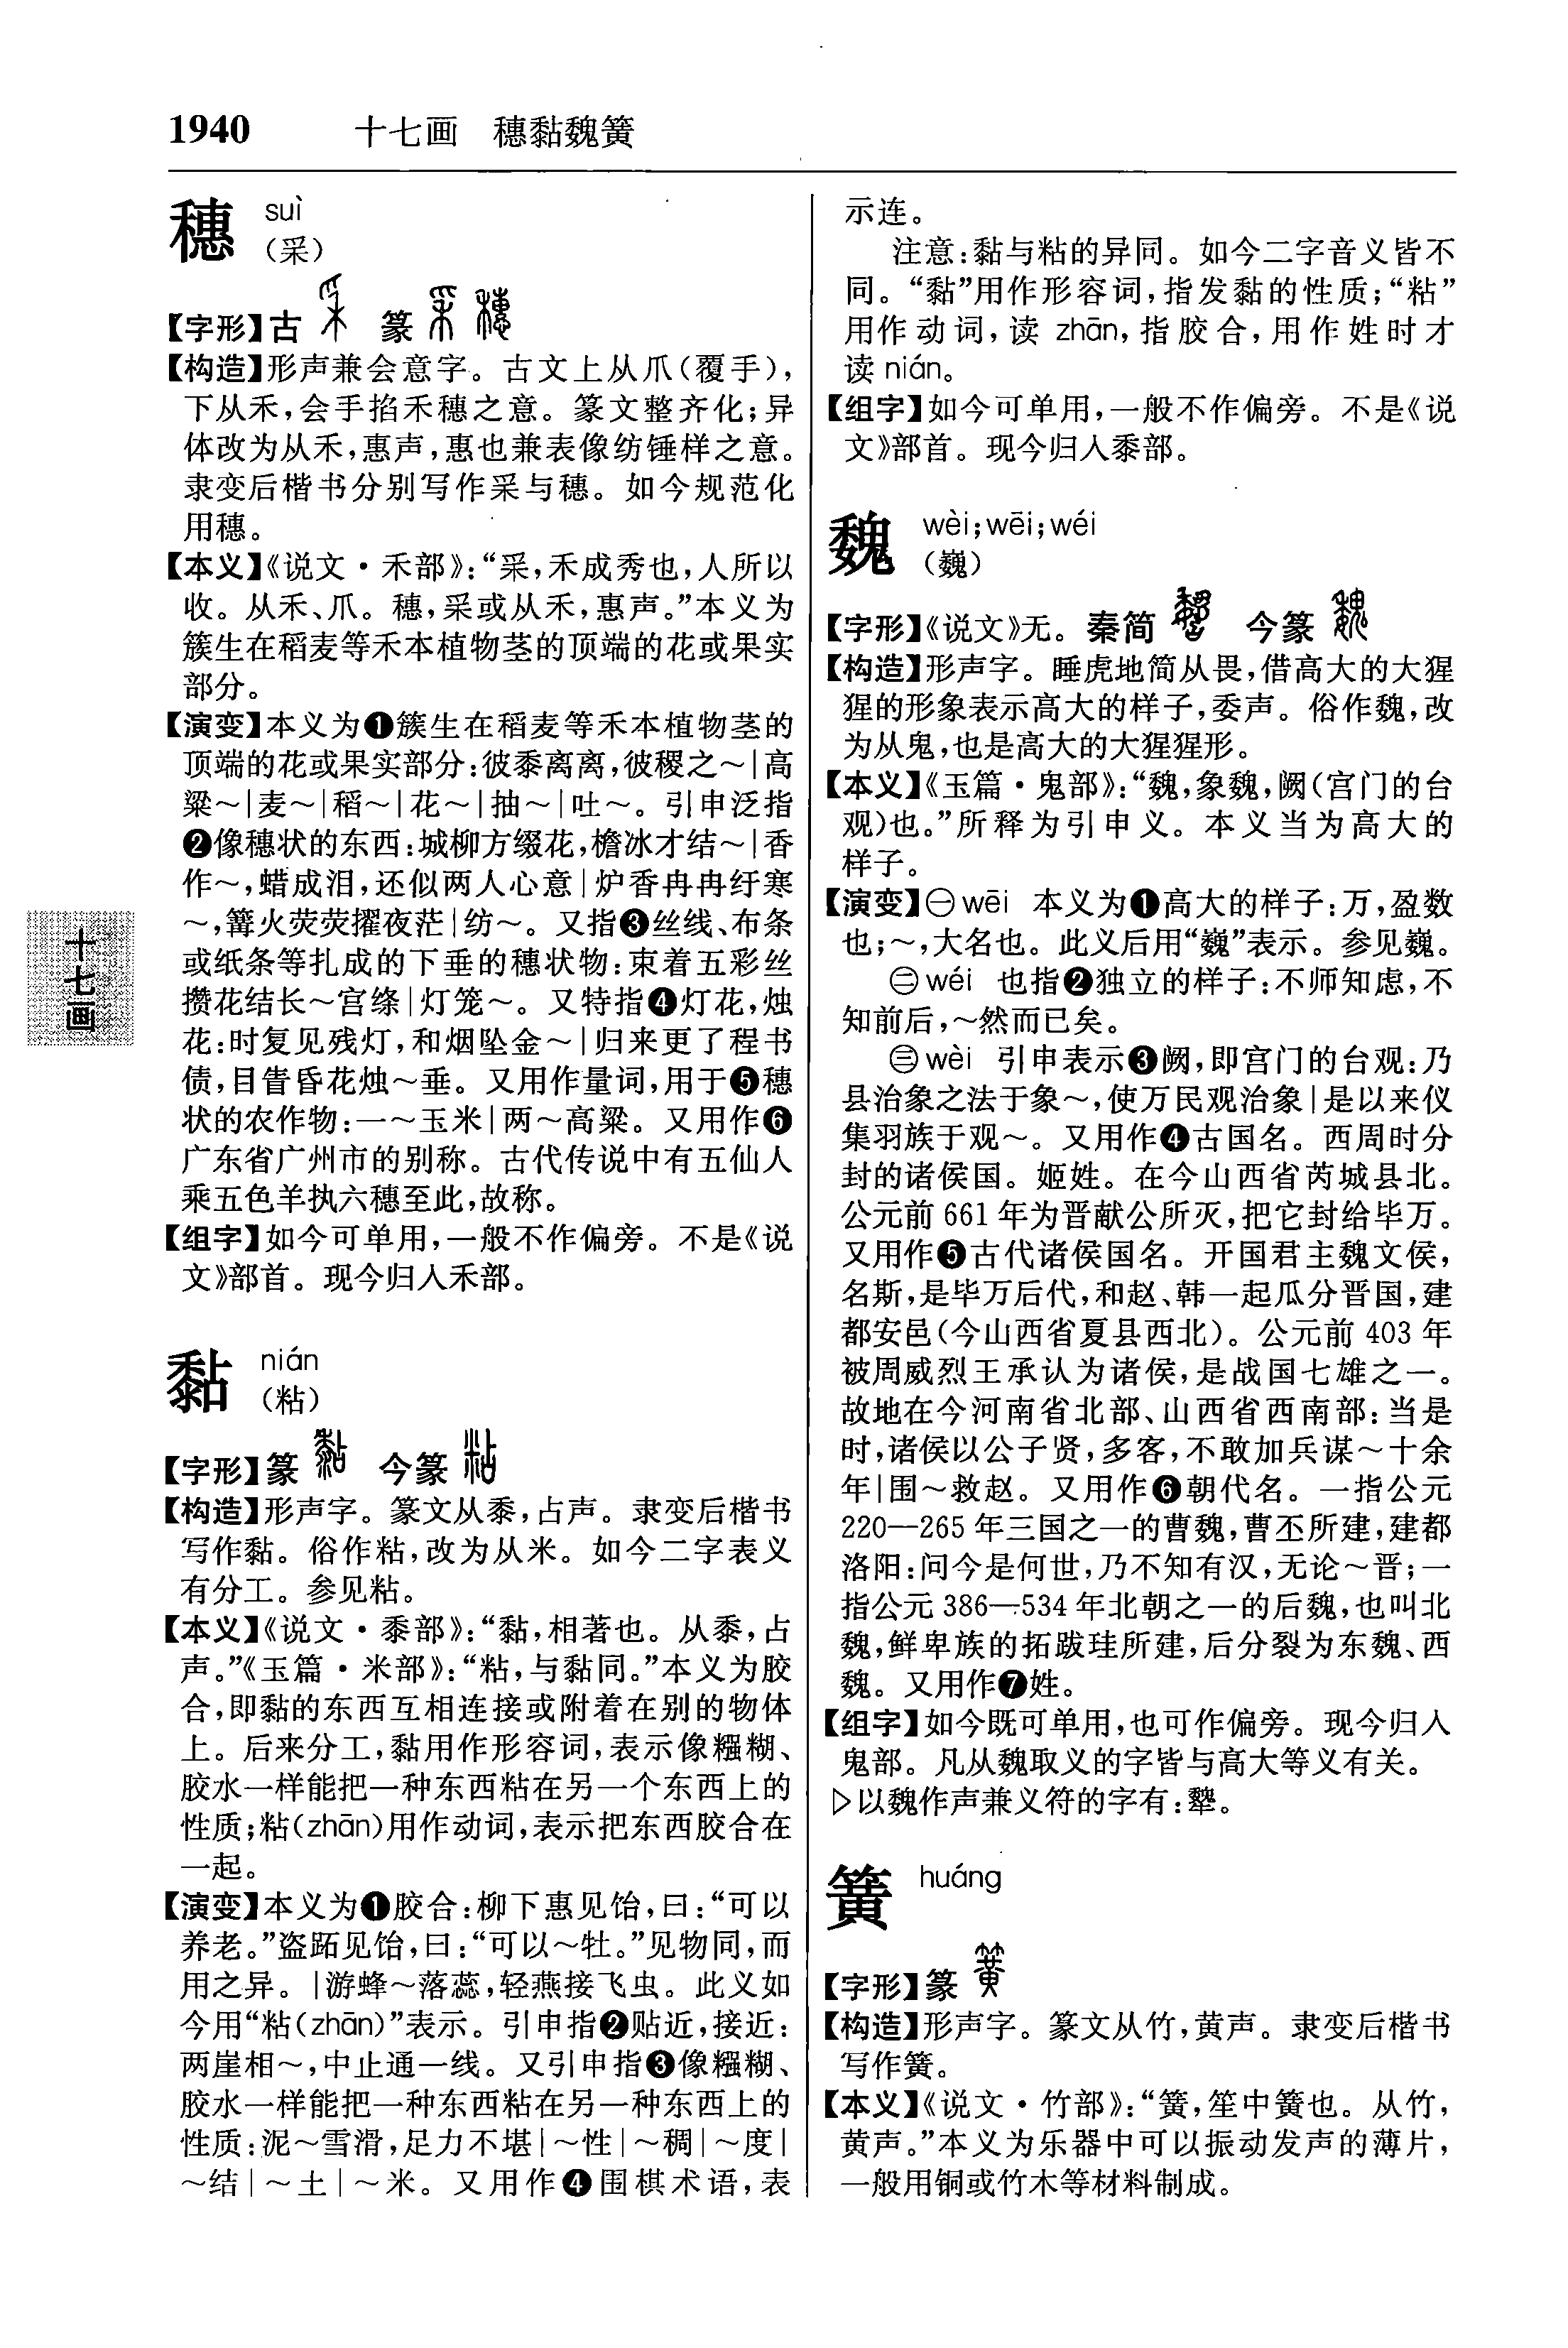 1940 十七画 穗黏魏簧
穗 suì
（采）
【字形】古 篆
【构造】形声兼会意字。古文上从爪（覆手），
下从禾，会手掐禾穗之意。篆文整齐化；异
体改为从禾，惠声，惠也兼表像纺锤样之意。
隶变后楷书分别写作采与穗。如今规范化
用穗。
【本义】《说文·禾部》：“采，禾成秀也，人所以
收。从禾、爪。穗，采或从禾，惠声。”本义为
簇生在稻麦等禾本植物茎的顶端的花或果实
部分。
【演变】本义为❶簇生在稻麦等禾本植物茎的
顶端的花或果实部分：彼黍离离，彼稷之～|高
粱～|麦～|稻～|花～|抽～|吐～。引申泛指
❷像穗状的东西：城柳方缀花，檐冰才结～|香
作～，蜡成泪，还似两人心意|炉香冉冉纡寒
～，篝火荧荧擢夜茫|纺～。又指❸丝线、布条
或纸条等扎成的下垂的穗状物：束着五彩丝
攒花结长～宫绦|灯笼～。又特指❹灯花，烛
花：时复见残灯，和烟坠金～|归来更了程书
债，目眚昏花烛～垂。又用作量词，用于❺穗
状的农作物：一～玉米|两～高粱。又用作❻
广东省广州市的别称。古代传说中有五仙人
乘五色羊执六穗至此，故称。
【组字】如今可单用，一般不作偏旁。不是《说
文》部首。现今归入禾部。
黏 nián
（粘）
【字形】篆 今篆
【构造】形声字。篆文从黍，占声。隶变后楷书
写作黏。俗作粘，改为从米。如今二字表义
有分工。参见粘。
【本义】《说文·黍部》：“黏，相著也。从黍，占
声。”《玉篇·米部》：“粘，与黏同。”本义为胶
合，即黏的东西互相连接或附着在别的物体
上。后来分工，黏用作形容词，表示像糨糊、
胶水一样能把一种东西粘在另一个东西上的
性质；粘（zhān）用作动词，表示把东西胶合在
一起。
【演变】本义为❶胶合：柳下惠见饴，曰：“可以
养老。”盗跖见饴，曰：“可以～牡。”见物同，而
用之异。|游蜂～落蕊，轻燕接飞虫。此义如
今用“粘（zhān）”表示。引申指❷贴近，接近：
两崖相～，中止通一线。又引申指❸像糨糊、
胶水一样能把一种东西粘在另一种东西上的
性质：泥～雪滑，足力不堪|～性|～稠|～度|
～结|～土|～米。又用作❹围棋术语，表
示连。
注意：黏与粘的异同。如今二字音义皆不
同。“黏”用作形容词，指发黏的性质；“粘”
用作动词，读 zhān，指胶合，用作姓时才
读 nián。
【组字】如今可单用，一般不作偏旁。不是《说
文》部首。现今归入黍部。
魏 wèi；wēi；wéi
（巍）
【字形】《说文》无。秦简 今篆
【构造】形声字。睡虎地简从畏，借高大的大猩
猩的形象表示高大的样子，委声。俗作魏，改
为从鬼，也是高大的大猩猩形。
【本义】《玉篇·鬼部》：“魏，象魏，阙（宫门的台
观）也。”所释为引申义。本义当为高大的
样子。
【演变】㊀wēi 本义为❶高大的样子：万，盈数
也；～，大名也。此义后用“巍”表示。参见巍。
㊁wéi 也指❷独立的样子：不师知虑，不
知前后，～然而已矣。
㊂wèi 引申表示❸阙，即宫门的台观：乃
县治象之法于象～，使万民观治象|是以来仪
集羽族于观～。又用作❹古国名。西周时分
封的诸侯国。姬姓。在今山西省芮城县北。
公元前 661 年为晋献公所灭，把它封给毕万。
又用作❺古代诸侯国名。开国君主魏文侯，
名斯，是毕万后代，和赵、韩一起瓜分晋国，建
都安邑（今山西省夏县西北）。公元前 403 年
被周威烈王承认为诸侯，是战国七雄之一。
故地在今河南省北部、山西省西南部：当是
时，诸侯以公子贤，多客，不敢加兵谋～十余
年|围～救赵。又用作❻朝代名。一指公元
220—265 年三国之一的曹魏，曹丕所建，建都
洛阳：问今是何世，乃不知有汉，无论～晋；一
指公元 386—534 年北朝之一的后魏，也叫北
魏，鲜卑族的拓跋珪所建，后分裂为东魏、西
魏。又用作❼姓。
【组字】如今既可单用，也可作偏旁。现今归入
鬼部。凡从魏取义的字皆与高大等义有关。
▷以魏作声兼义符的字有：犩。
簧 huáng
【字形】篆
【构造】形声字。篆文从竹，黄声。隶变后楷书
写作簧。
【本义】《说文·竹部》：“簧，笙中簧也。从竹，
黄声。”本义为乐器中可以振动发声的薄片，
一般用铜或竹木等材料制成。
十七画